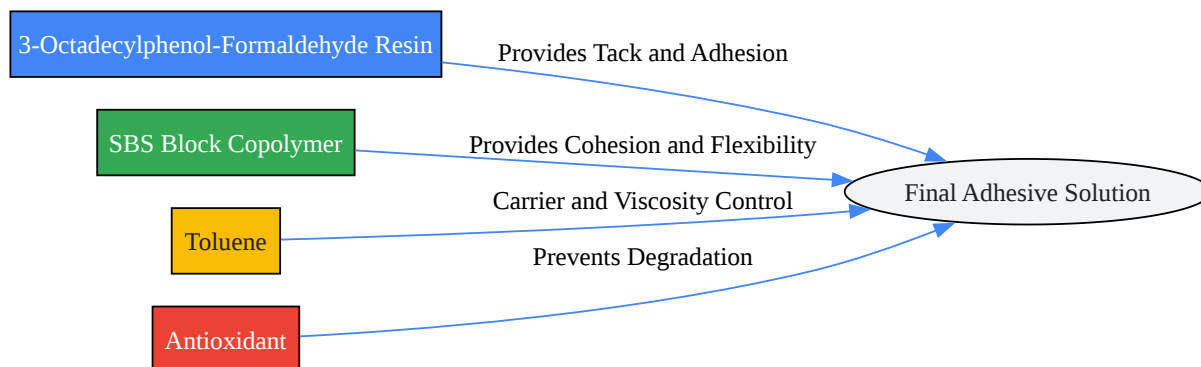 3-Octadecylphenol-Formaldehyde Resin
Provides Tack and Adhesion
SBS Block Copolymer
Provides Cohesion and Flexibility
Final Adhesive Solution
Carrier and Viscosity Control
Toluene
Prevents Degradation
Antioxidant